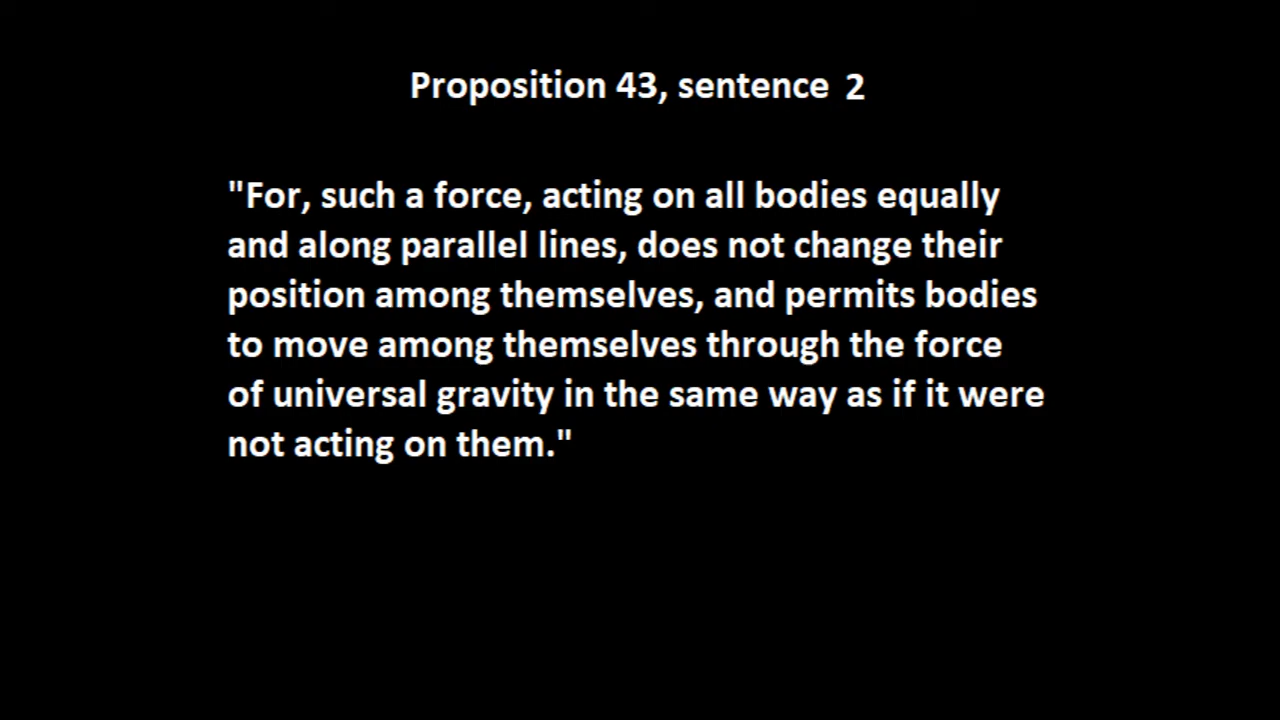 Proposition 43, sentence 2
"For, such a force, acting on all bodies equally
and along parallel lines, does not change their
position among themselves, and permits bodies
to move among themselves through the force
of universal gravity in the same way as if it were
not acting on them."